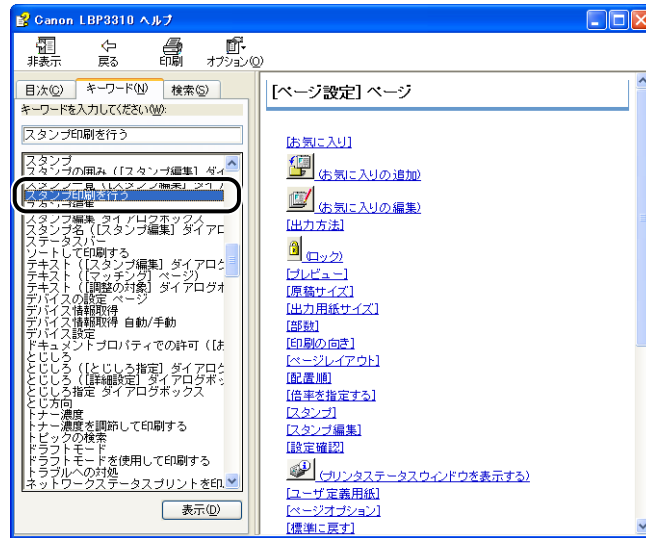 Canon LBP3310 ヘルプ
非表示 戻る 印刷 オプション(O)
目次(C) キーワード(N) 検索(S)
キーワードを入力してください(W):
スタンプ印刷を行う
スタンプ
スタンプの囲み ([スタンプ編集] ダイ
スタンプ一覧 ([スタンプ編集] ダイア
スタンプ印刷を行う
スタンプ編集
スタンプ編集 ダイアログボックス
スタンプ名 ([スタンプ編集] ダイアロ
ステータスバー
ソートして印刷する
テキスト ([スタンプ編集] ダイアログ
テキスト ([マッチング] ページ)
テキスト ([調整の対象] ダイアログボ
デバイスの設定 ページ
デバイス情報取得
デバイス情報取得 自動/手動
デバイス設定
ドキュメントプロパティでの許可 ([お
とじしろ
とじしろ ([とじしろ指定] ダイアログ
とじしろ ([詳細設定] ダイアログボッ
とじしろ指定 ダイアログボックス
とじ方向
トナー濃度
トナー濃度を調節して印刷する
トピックの検索
ドラフトモード
ドラフトモードを使用して印刷する
トラブルへの対処
ネットワークステータスプリントを印
表示(D)
[ページ設定] ページ
[お気に入り]
(お気に入りの追加)
(お気に入りの編集)
[出力方法]
(ロック)
[プレビュー]
[原稿サイズ]
[出力用紙サイズ]
[部数]
[印刷の向き]
[ページレイアウト]
[配置順]
[倍率を指定する]
[スタンプ]
[スタンプ編集]
[設定確認]
(プリンタステータスウィンドウを表示する)
[ユーザ定義用紙]
[ページオプション]
[標準に戻す]